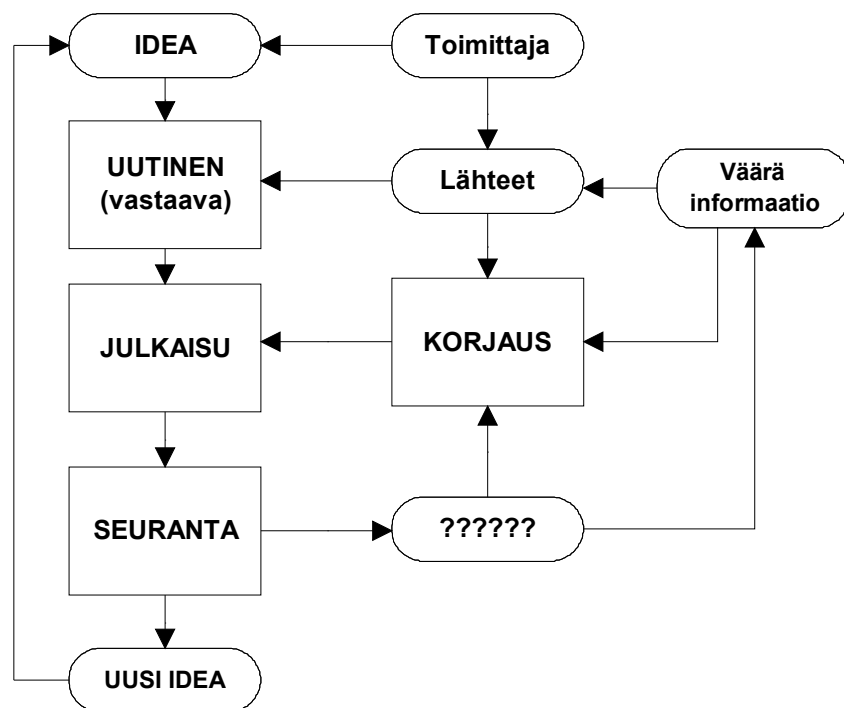 IDEA
Toimittaja
UUTINEN
(vastaava)
Lähteet
Väärä
informaatio
JULKAISU
KORJAUS
SEURANTA
??????
UUSI IDEA